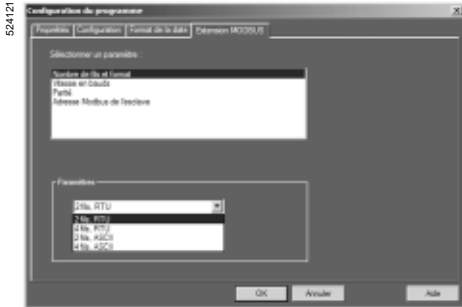 524121
Configuration du programme
Propriétés
Configuration
Format de la date
Extension MODBUS
Sélectionner un paramètre :
Nombre de fils et format
Vitesse en bauds
Parité
Adresse Modbus de l'esclave
Paramètres
2 fils, RTU
2 fils, RTU
4 fils, RTU
2 fils, ASCII
4 fils, ASCII
OK
Annuler
Aide